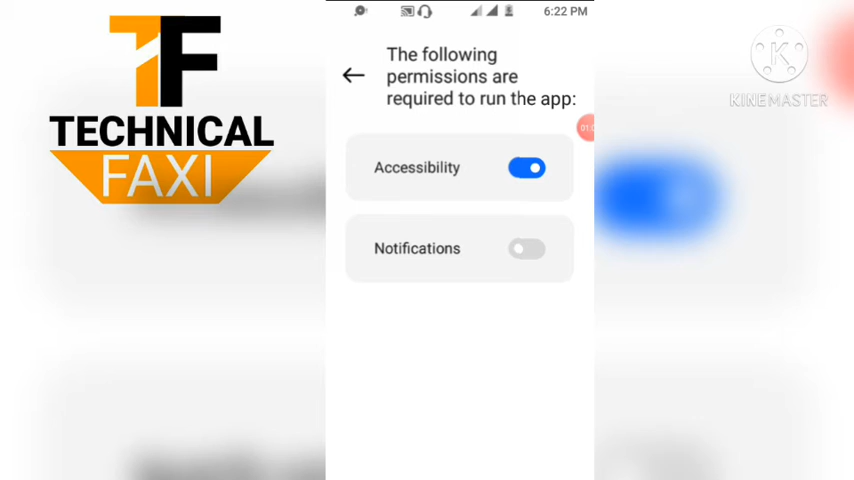 TF
TECHNICAL
FAXI
6:22 PM
The following
permissions are
required to run the app:
Accessibility
Notifications
K
KINEMASTER